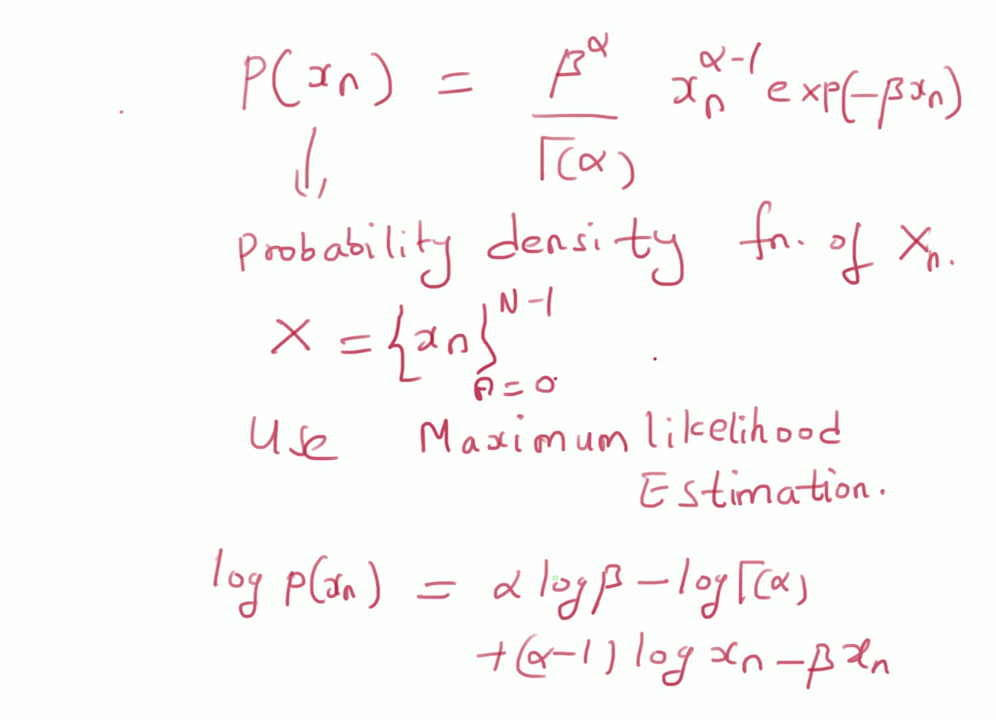 P(xₙ) = β^α / Γ(α) xₙ^(α-1) exp(-βxₙ)
Probability density fn. of Xₙ.
X = {xₙ}_(n=0)^(N-1)
Use Maximum likelihood
Estimation.
log p(xₙ) = α log β - log Γ(α)
+(α-1) log xₙ - βxₙ